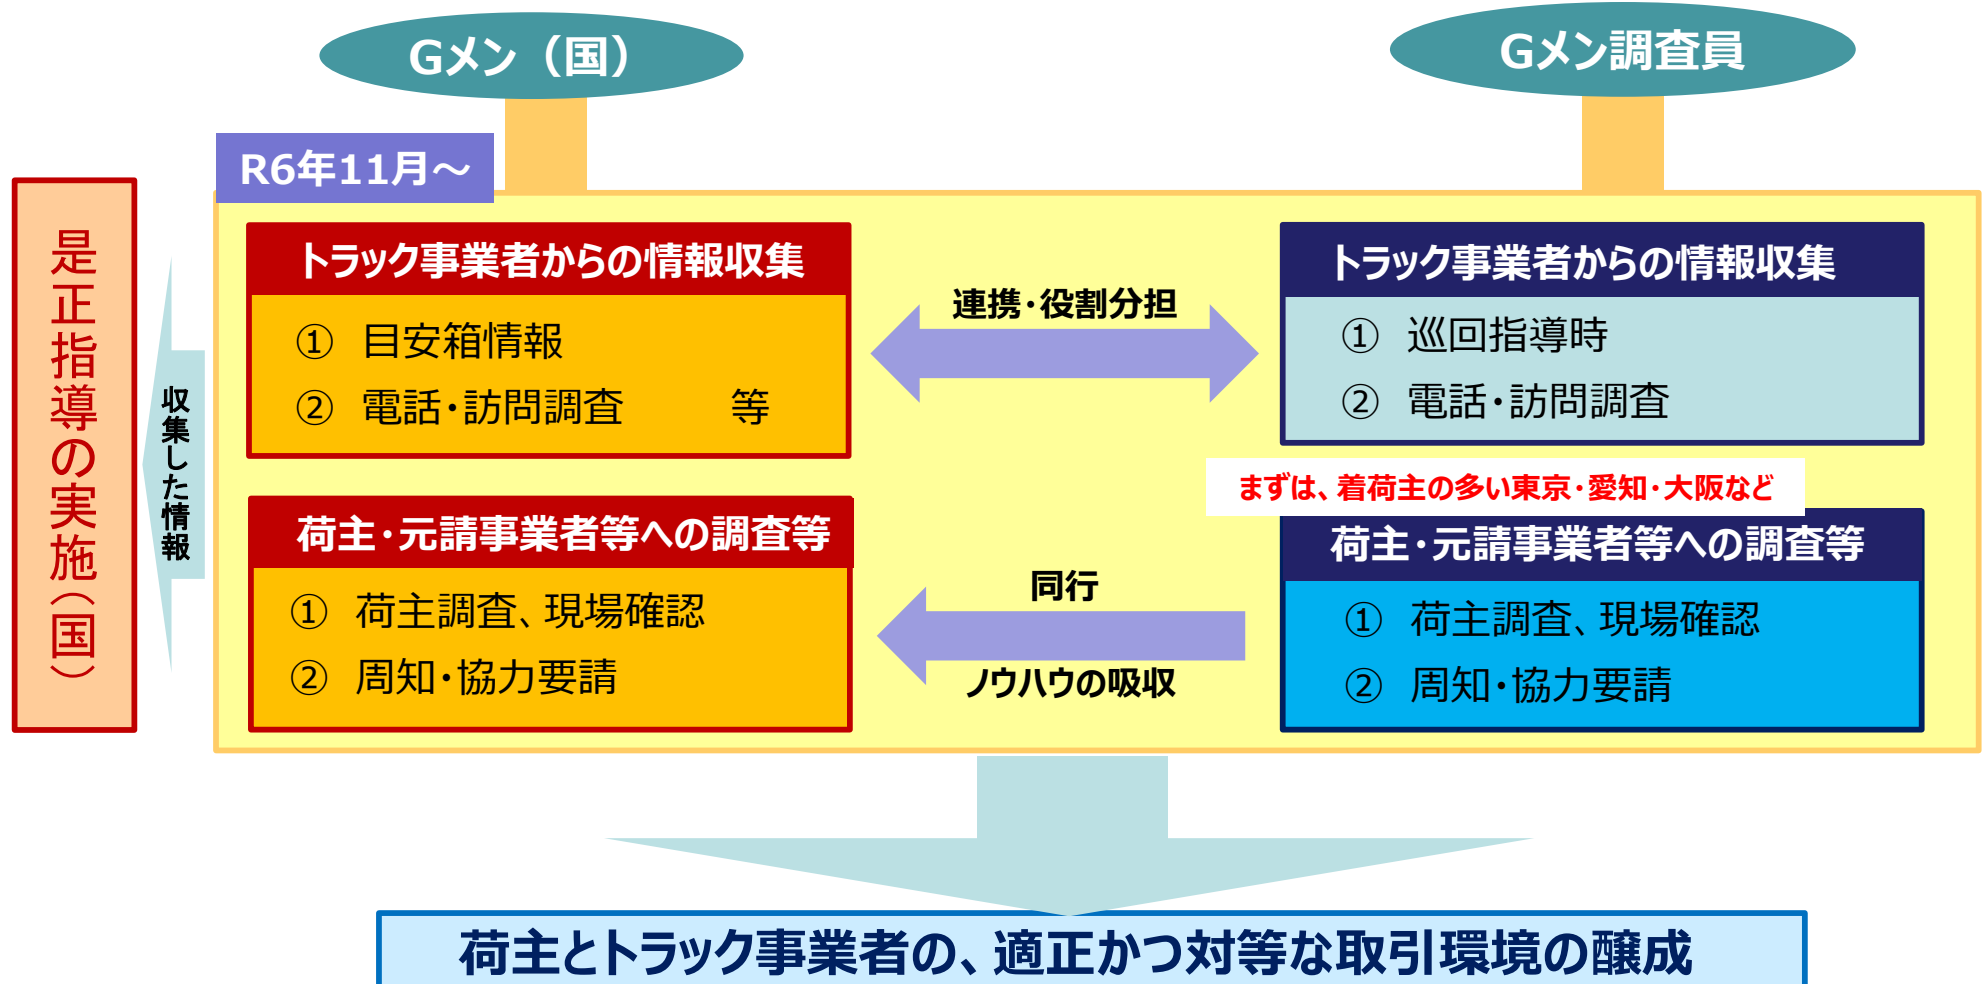 Gメン（国）
Gメン調査員
R6年11月～
是正指導の実施（国）
収集した情報
トラック事業者からの情報収集
① 目安箱情報
② 電話・訪問調査 等
連携・役割分担
トラック事業者からの情報収集
① 巡回指導時
② 電話・訪問調査
まずは、着荷主の多い東京・愛知・大阪など
荷主・元請事業者等への調査等
① 荷主調査、現場確認
② 周知・協力要請
同行
ノウハウの吸収
荷主・元請事業者等への調査等
① 荷主調査、現場確認
② 周知・協力要請
荷主とトラック事業者の、適正かつ対等な取引環境の醸成